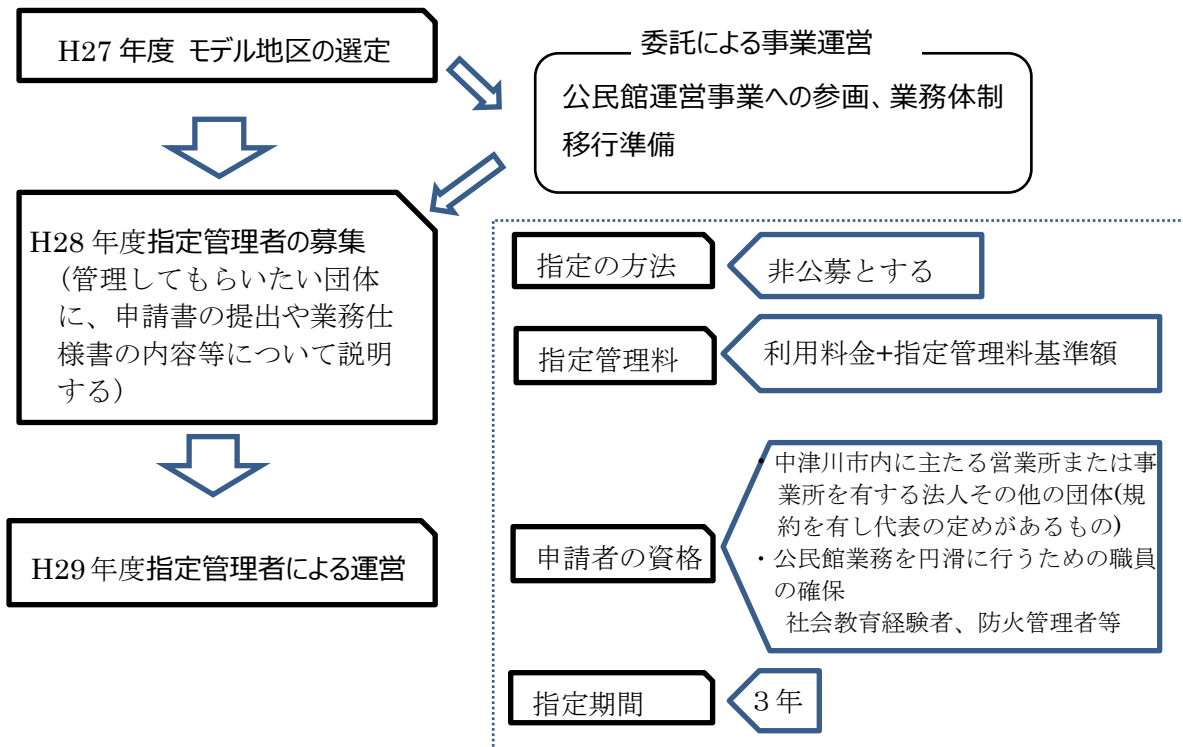 H27 年度 モデル地区の選定
委託による事業運営
公民館運営事業への参画、業務体制
移行準備
H28 年度指定管理者の募集
(管理してもらいたい団体
に、申請書の提出や業務仕
様書の内容等について説明
する）
H29 年度指定管理者による運営
指定の方法
非公募とする
指定管理料
利用料金+指定管理料基準額
申請者の資格
・中津川市内に主たる営業所または事
業所を有する法人その他の団体(規
約を有し代表の定めがあるもの)
・公民館業務を円滑に行うための職員
の確保
社会教育経験者、防火管理者等
指定期間
３年